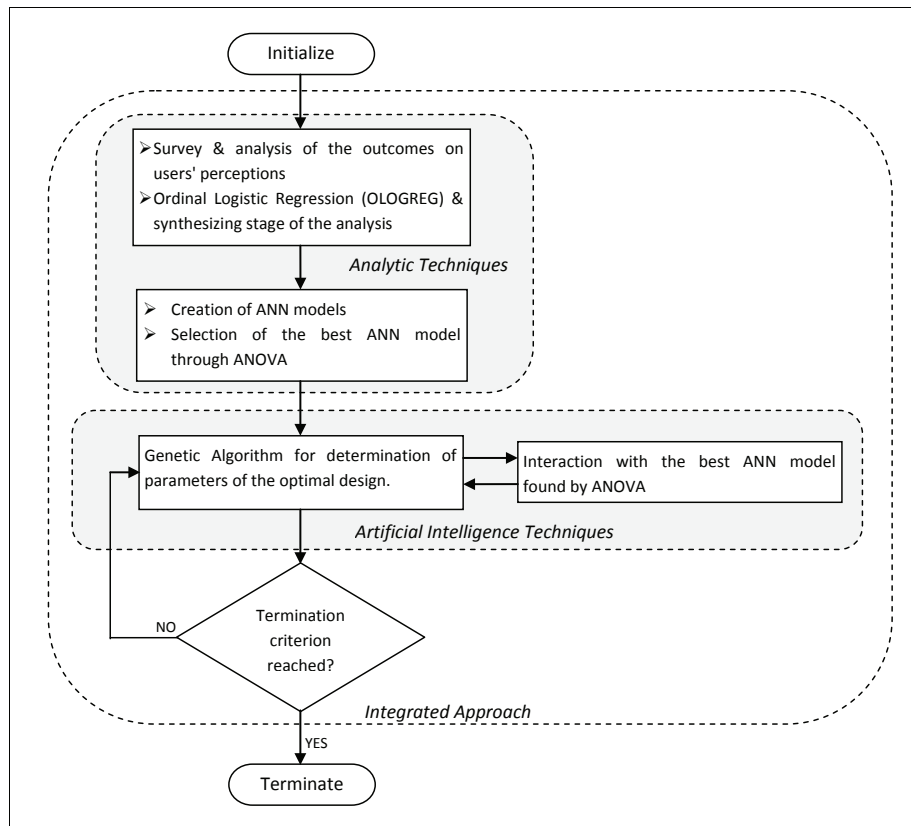 Initialize
➢Survey & analysis of the outcomes on
users' perceptions
➢Ordinal Logistic Regression (OLOGREG) &
synthesizing stage of the analysis
Analytic Techniques
➢ Creation of ANN models
➢ Selection of the best ANN model
through ANOVA
Genetic Algorithm for determination of
parameters of the optimal design.
Interaction with the best ANN model
found by ANOVA
Artificial Intelligence Techniques
Termination
criterion
reached?
NO
Integrated Approach
YES
Terminate